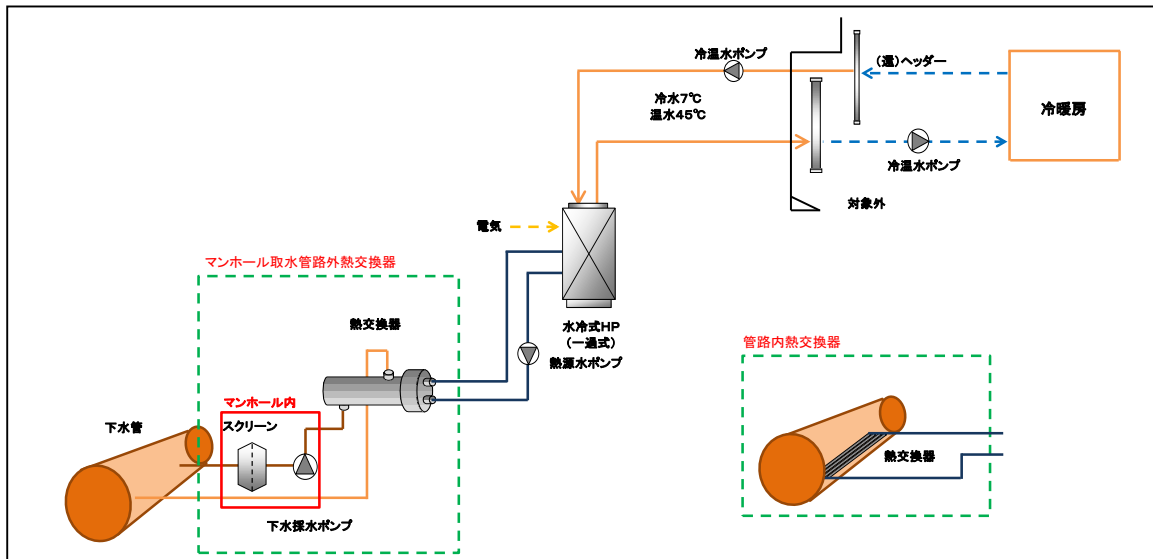 冷温水ポンプ
(還)ヘッダー
冷水7℃
温水45℃
冷暖房
冷温水ポンプ
対象外
電気
マンホール取水管路外熱交換器
熱交換器
水冷式HP
(一過式)
熱源水ポンプ
管路内熱交換器
マンホール内
スクリーン
下水管
熱交換器
下水採水ポンプ